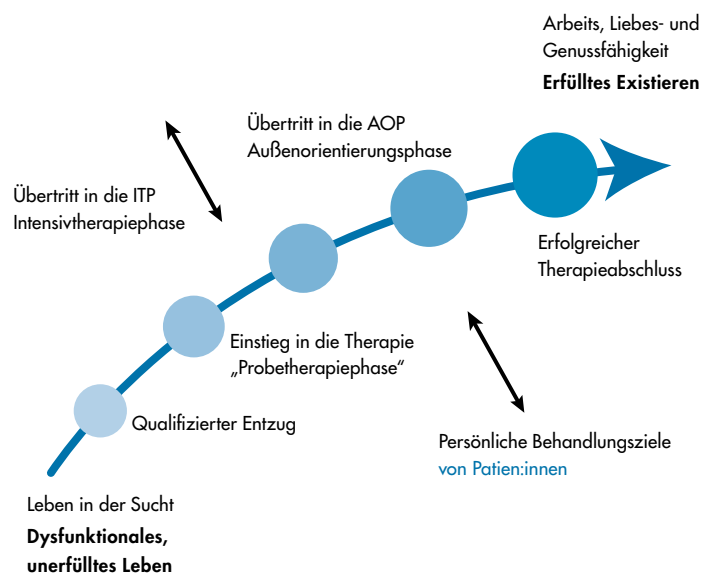 Arbeits, Liebes- und
Genussfähigkeit
Erfülltes Existieren
Übertritt in die AOP
Außenorientierungsphase
Übertritt in die ITP
Intensivtherapiephase
Erfolgreicher
Therapieabschluss
Einstieg in die Therapie
„Probetherapiephase“
Qualifizierter Entzug
Persönliche Behandlungsziele
von Patien:innen
Leben in der Sucht
Dysfunktionales,
unerfülltes Leben